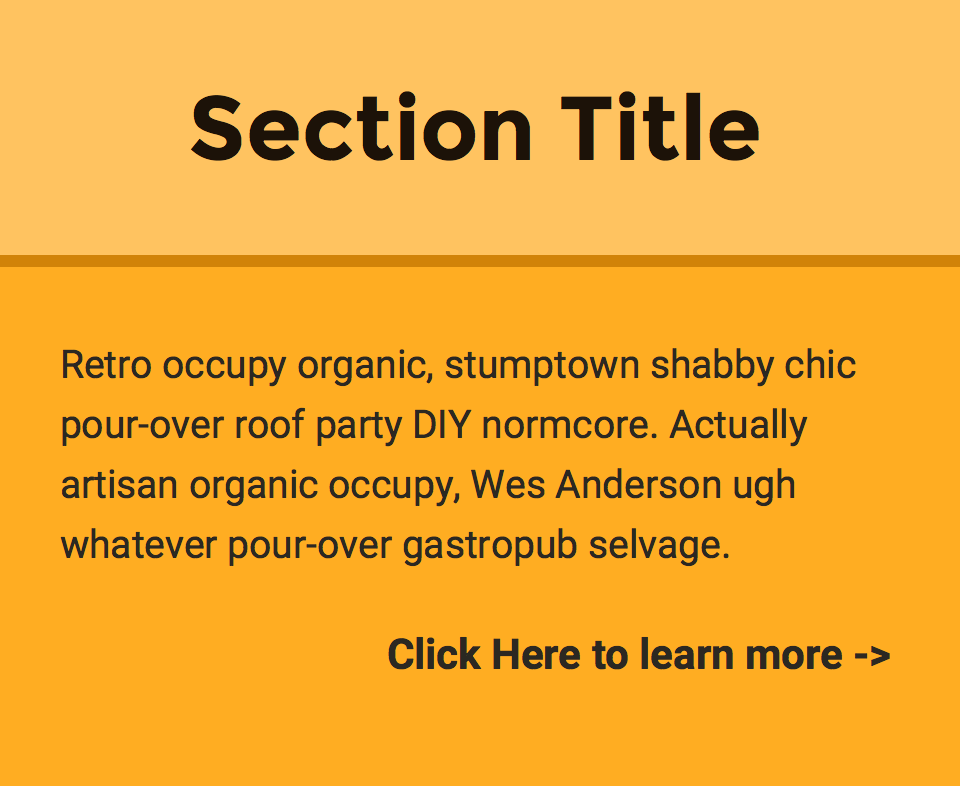 Section Title
Retro occupy organic, stumptown shabby chic
pour-over roof party DIY normcore. Actually
artisan organic occupy, Wes Anderson ugh
whatever pour-over gastropub selvage.
Click Here to learn more ->